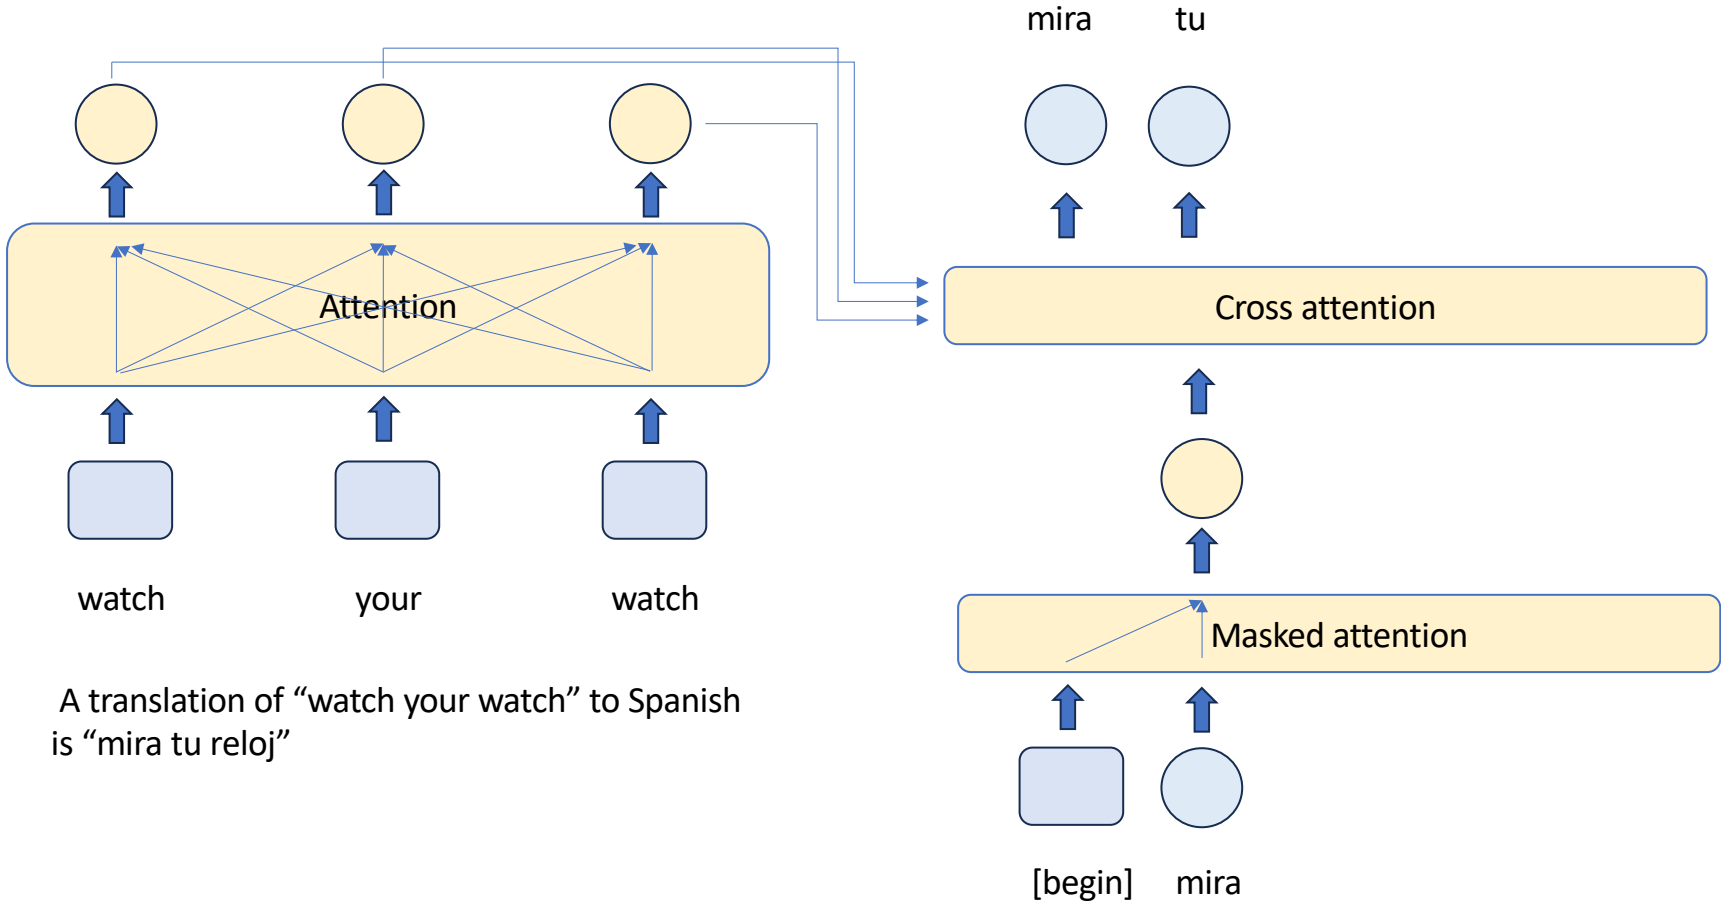 mira tu
Attention
Cross attention
watch your watch
Masked attention
A translation of “watch your watch” to Spanish
is “mira tu reloj”
[begin] mira